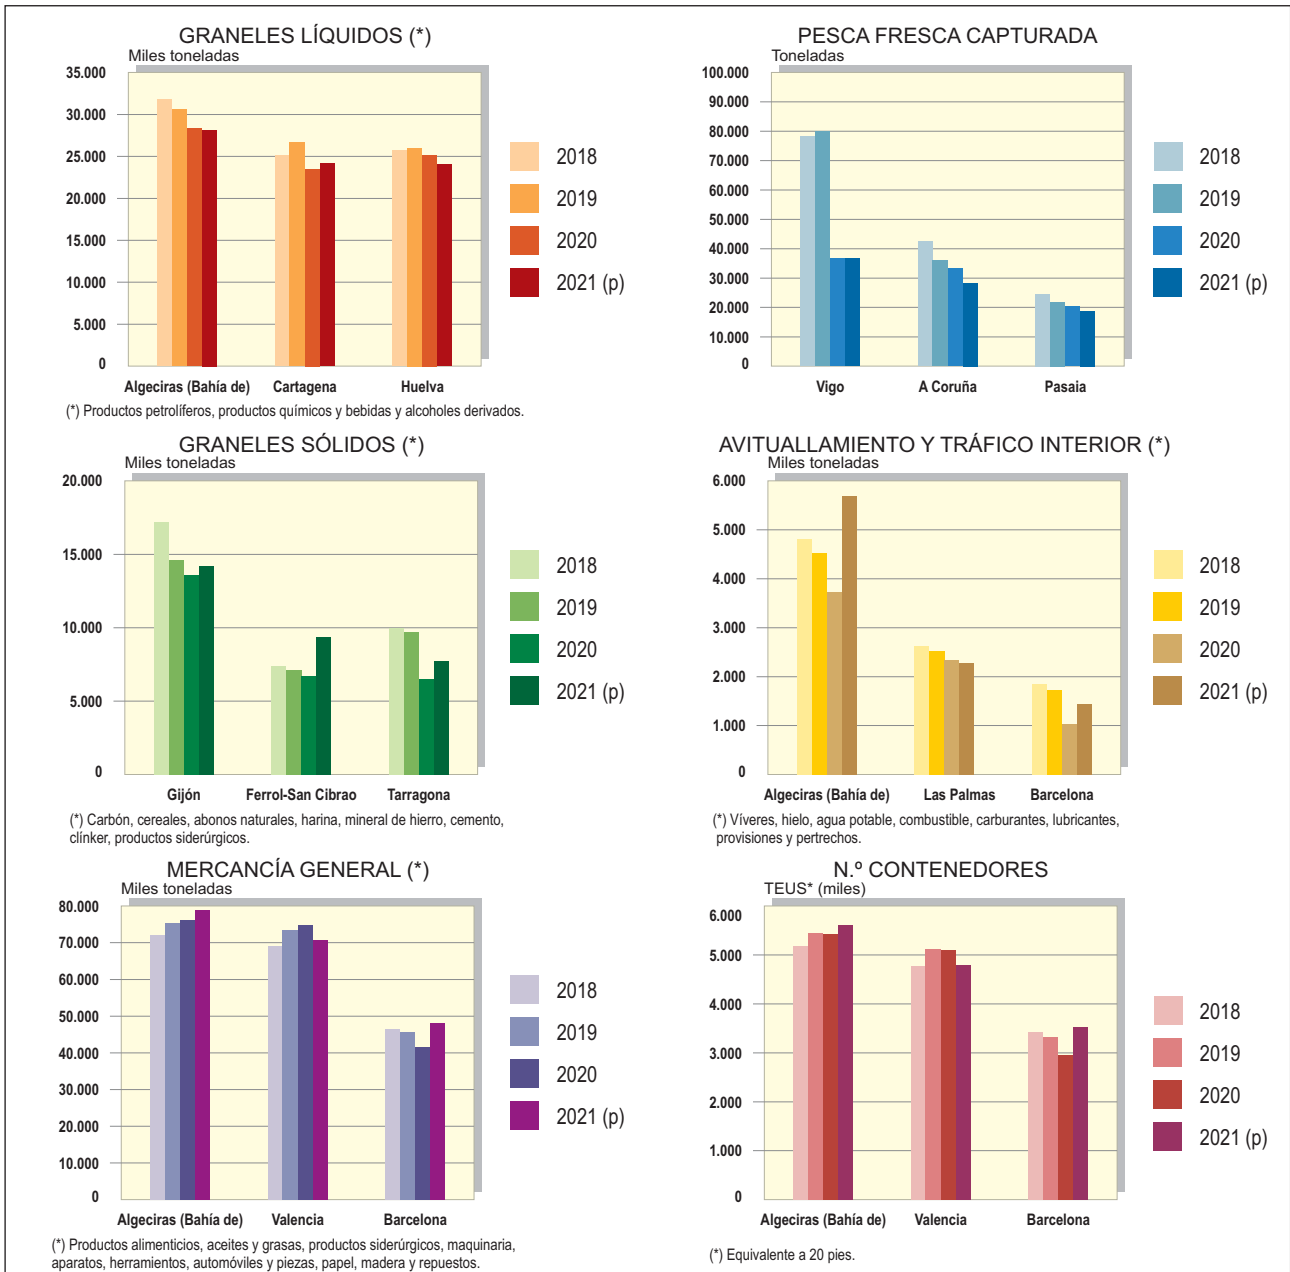 GRANELES LÍQUIDOS (*)
Miles toneladas
35.000
30.000
25.000
20.000
15.000
10.000
5.000
0
Algeciras (Bahía de)
Cartagena
Huelva
2018
2019
2020
2021 (p)
(*) Productos petrolíferos, productos químicos y bebidas y alcoholes derivados.
PESCA FRESCA CAPTURADA
Toneladas
100.000
90.000
80.000
70.000
60.000
50.000
40.000
30.000
20.000
10.000
0
Vigo
A Coruña
Pasaia
2018
2019
2020
2021 (p)
GRANELES SÓLIDOS (*)
Miles toneladas
20.000
15.000
10.000
5.000
0
Gijón
Ferrol-San Cibrao
Tarragona
2018
2019
2020
2021 (p)
(*) Carbón, cereales, abonos naturales, harina, mineral de hierro, cemento,
clínker, productos siderúrgicos.
AVITUALLAMIENTO Y TRÁFICO INTERIOR (*)
Miles toneladas
6.000
5.000
4.000
3.000
2.000
1.000
0
Algeciras (Bahía de)
Las Palmas
Barcelona
2018
2019
2020
2021 (p)
(*) Víveres, hielo, agua potable, combustible, carburantes, lubricantes,
provisiones y pertrechos.
MERCANCÍA GENERAL (*)
Miles toneladas
80.000
70.000
60.000
50.000
40.000
30.000
20.000
10.000
0
Algeciras (Bahía de)
Valencia
Barcelona
2018
2019
2020
2021 (p)
(*) Productos alimenticios, aceites y grasas, productos siderúrgicos, maquinaria,
aparatos, herramientos, automóviles y piezas, papel, madera y repuestos.
N.º CONTENEDORES
TEUS* (miles)
6.000
5.000
4.000
3.000
2.000
1.000
0
Algeciras (Bahía de)
Valencia
Barcelona
2018
2019
2020
2021 (p)
(*) Equivalente a 20 pies.